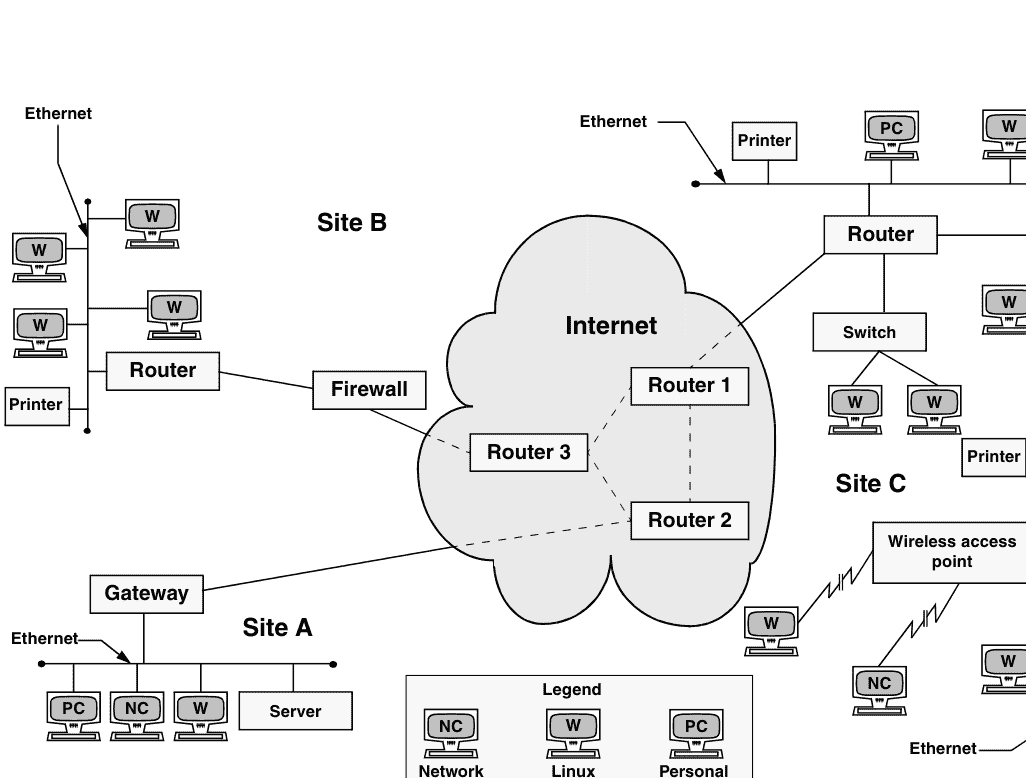 Ethernet
Ethernet
Printer
PC
W
W
Site B
W
Router
W
W
Internet
W
W
Switch
Router
Firewall
Router 1
Printer
W
W
Router 3
Printer
Site C
Router 2
Wireless access
point
Gateway
Site A
W
Ethernet
W
NC
PC
NC
W
Server
Legend
NC
W
PC
Ethernet
Network
Linux
Personal